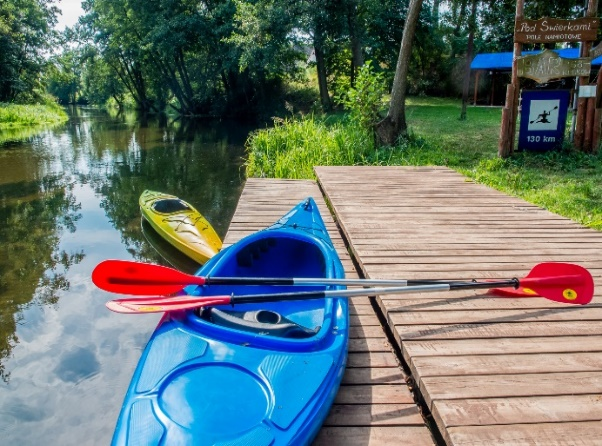 "Pod Świerkami"
POLE NAMIOTOWE
130 km